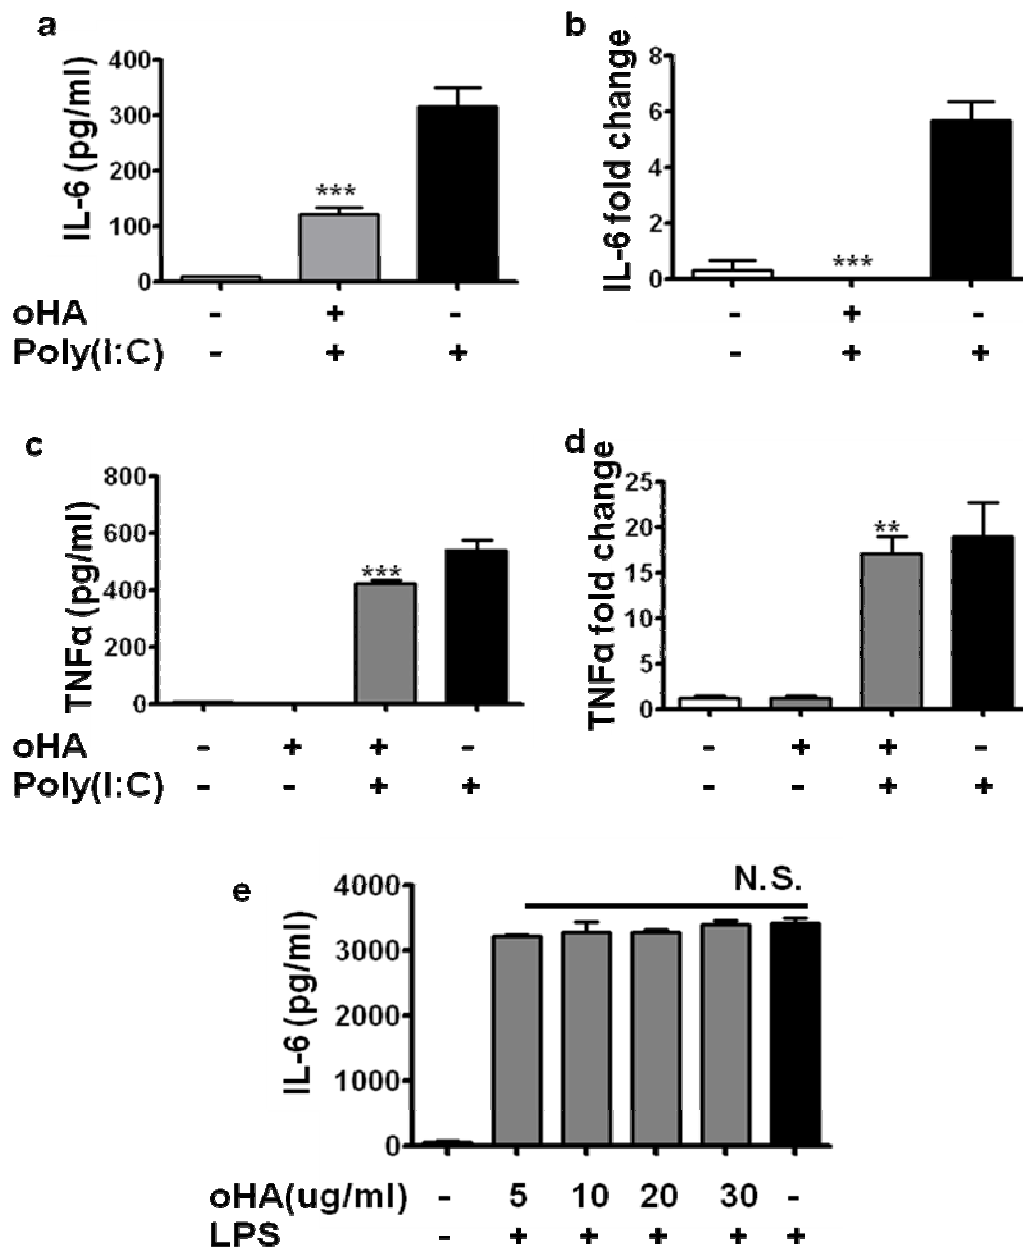 a
IL-6 (pg/ml)
400
300
200
100
0
***
oHA - + -
Poly(I:C) - + +
b
IL-6 fold change
8
6
4
2
0
***
- + -
- + +
c
TNFα (pg/ml)
800
600
400
200
0
***
oHA - + + -
Poly(I:C) - - + +
d
TNFα fold change
25
20
15
10
5
0
**
- + + -
- - + +
e
IL-6 (pg/ml)
4000
3000
2000
1000
0
N.S.
oHA(ug/ml) - 5 10 20 30 -
LPS - + + + + +